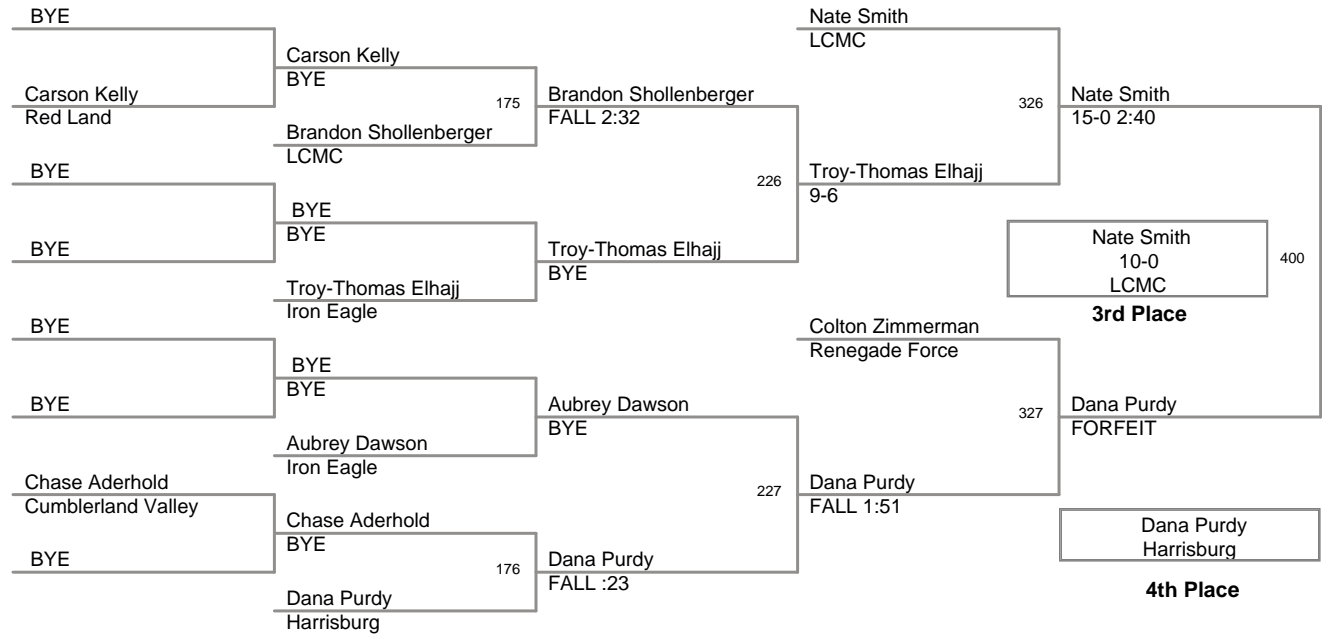 BYE
Nate Smith
LCMC
Carson Kelly
BYE
Carson Kelly
Red Land
175
Brandon Shollenberger
FALL 2:32
326
Nate Smith
15-0 2:40
Brandon Shollenberger
LCMC
BYE
226
Troy-Thomas Elhajj
9-6
BYE
BYE
BYE
Troy-Thomas Elhajj
BYE
Nate Smith
10-0
LCMC
400
3rd Place
Troy-Thomas Elhajj
Iron Eagle
BYE
Colton Zimmerman
Renegade Force
BYE
BYE
BYE
Aubrey Dawson
BYE
327
Dana Purdy
FORFEIT
Aubrey Dawson
Iron Eagle
Chase Aderhold
Cumblerland Valley
227
Dana Purdy
FALL 1:51
Chase Aderhold
BYE
Dana Purdy
Harrisburg
BYE
176
Dana Purdy
FALL :23
4th Place
Dana Purdy
Harrisburg